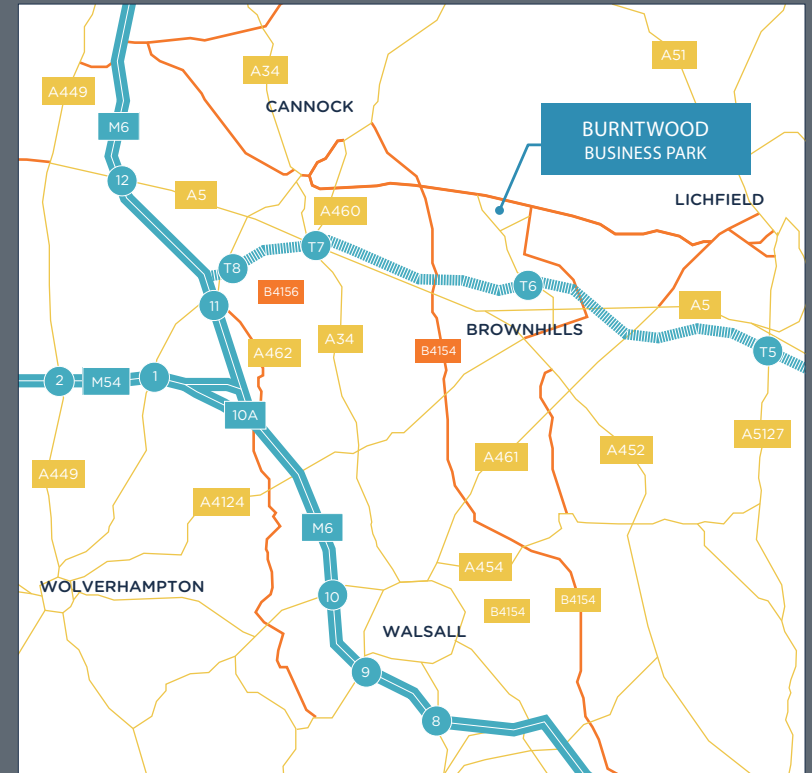 A51
A34
A449
CANNOCK
M6
BURNTWOOD
BUSINESS PARK
12
A5
LICHFIELD
A460
T7
T8
T6
B4156
11
A5
BROWNHILLS
A34
A462
B4154
T5
1
2
M54
10A
A5127
A452
A461
A449
A4124
M6
A454
WOLVERHAMPTON
10
B4154
B4154
WALSALL
9
8